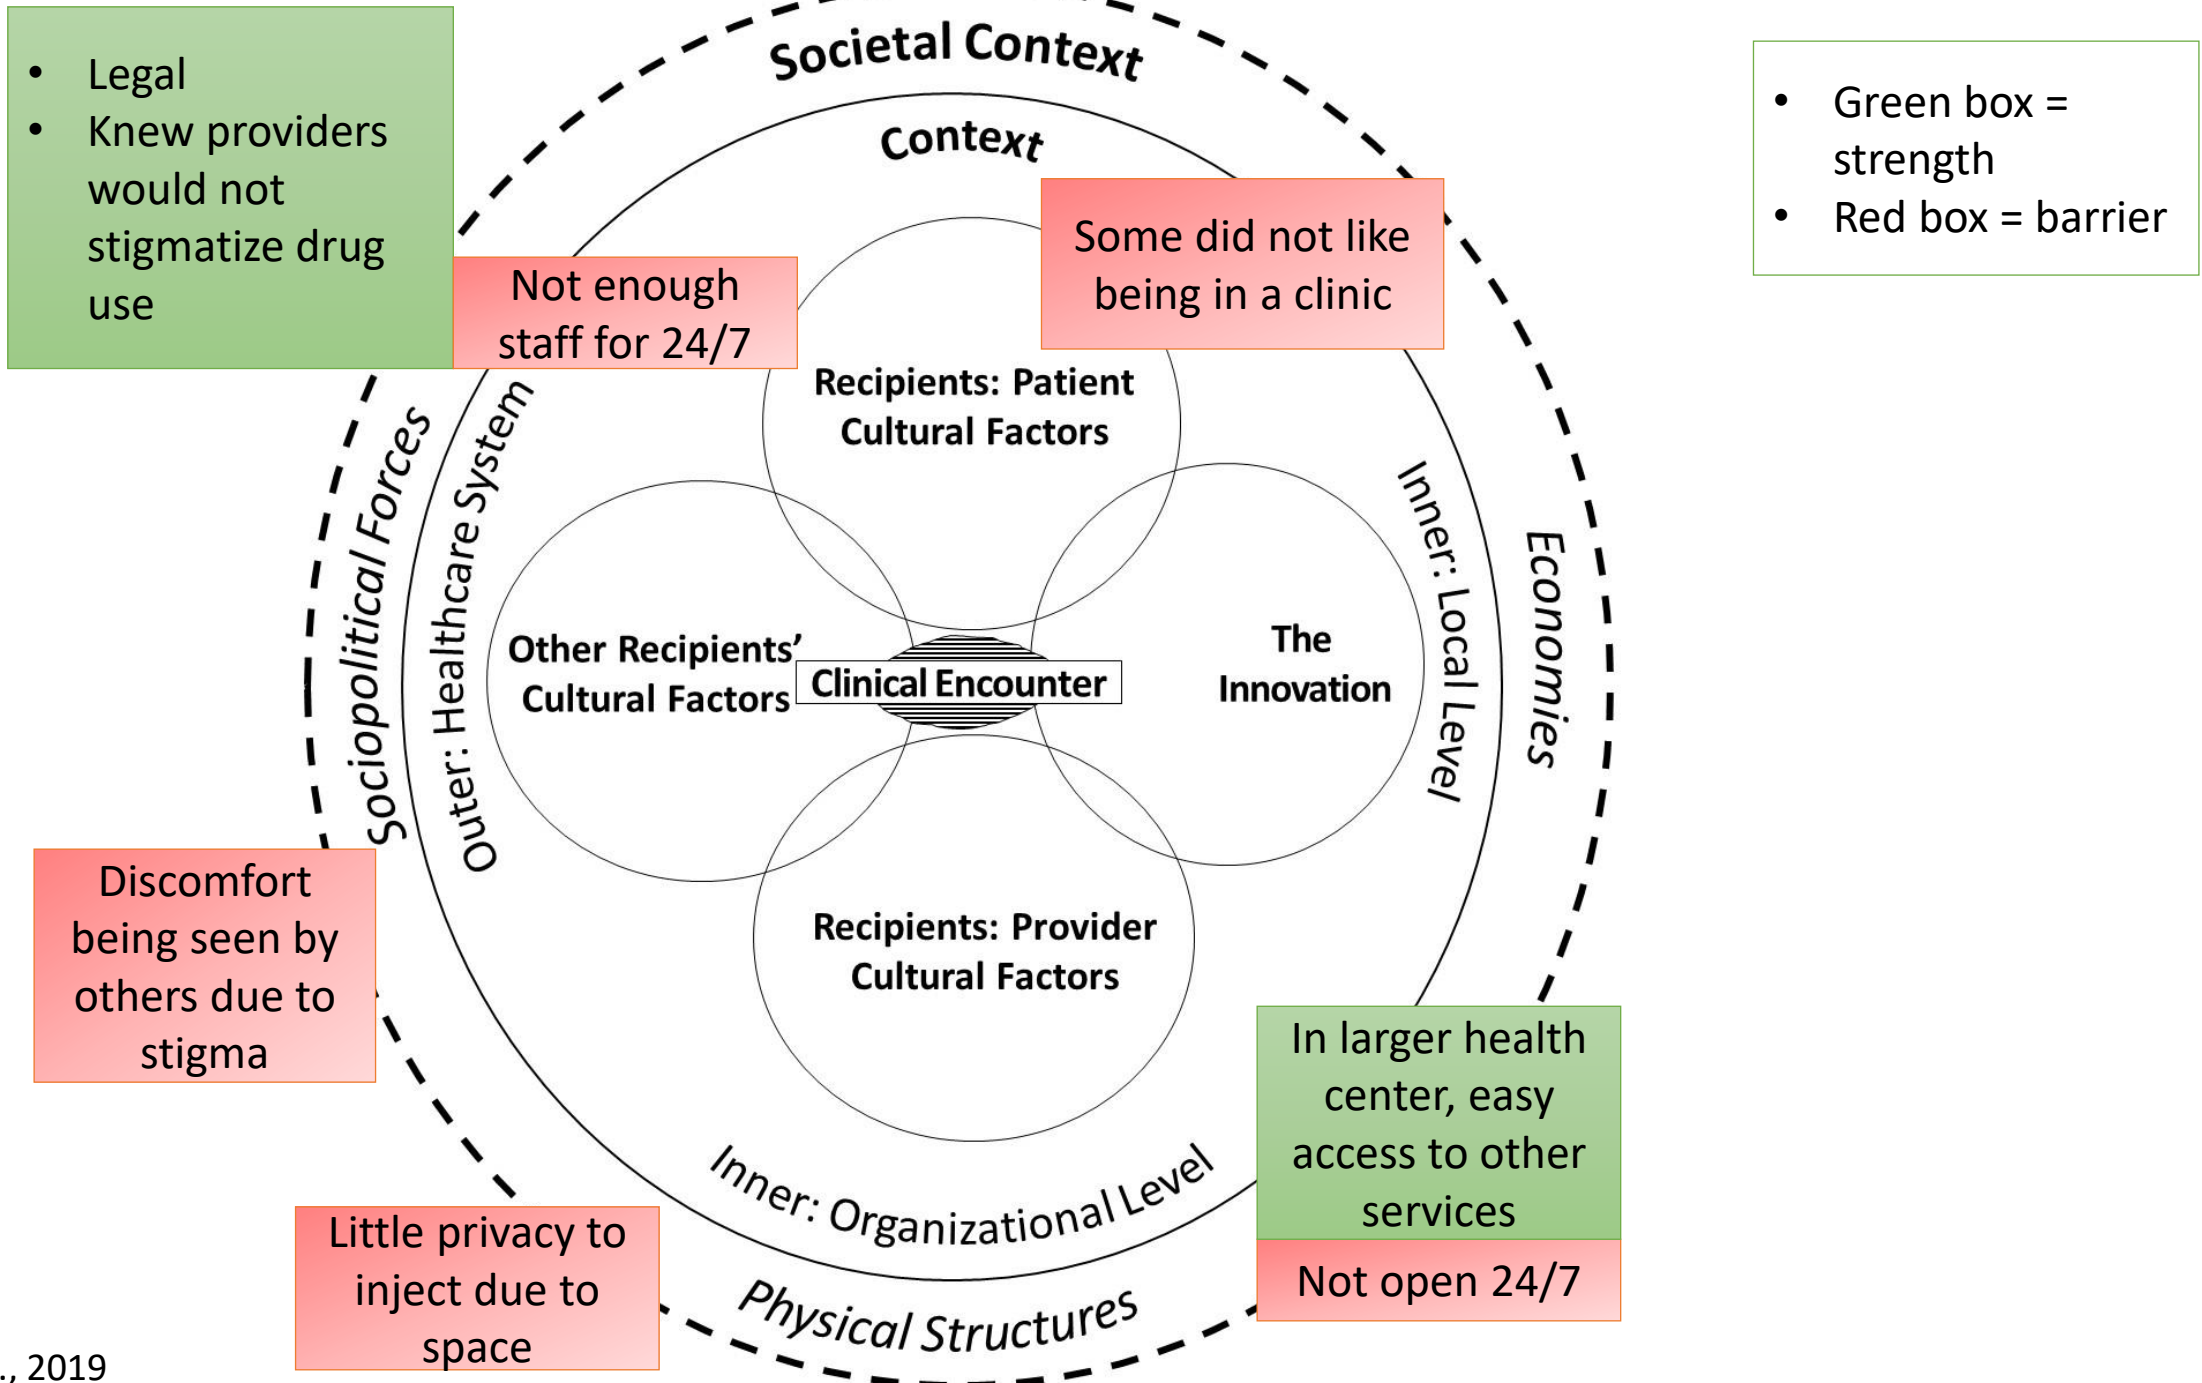 • Legal
• Knew providers
would not
stigmatize drug
use
Societal Context
Context
• Green box =
strength
• Red box = barrier
Not enough
staff for 24/7
Some did not like
being in a clinic
Recipients: Patient
Cultural Factors
Sociopolitical Forces
Outer: Healthcare System
Inner: Local Level
Economies
Other Recipients’
Cultural Factors
Clinical Encounter
The
Innovation
Recipients: Provider
Cultural Factors
Discomfort
being seen by
others due to
stigma
In larger health
center, easy
access to other
services
Not open 24/7
Inner: Organizational Level
Little privacy to
inject due to
space
Physical Structures
., 2019